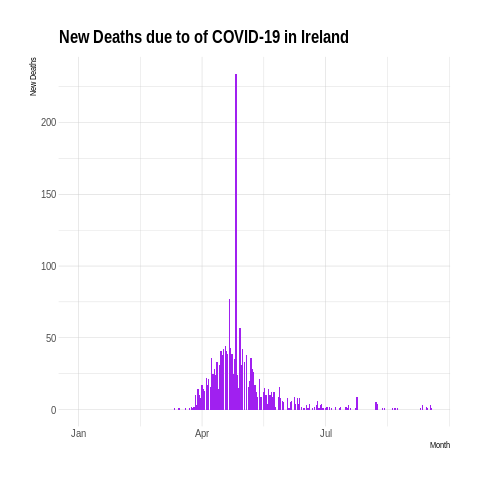 New Deaths due to of COVID-19 in Ireland
New Deaths
200
150
100
50
0
Jan Apr Jul
Month